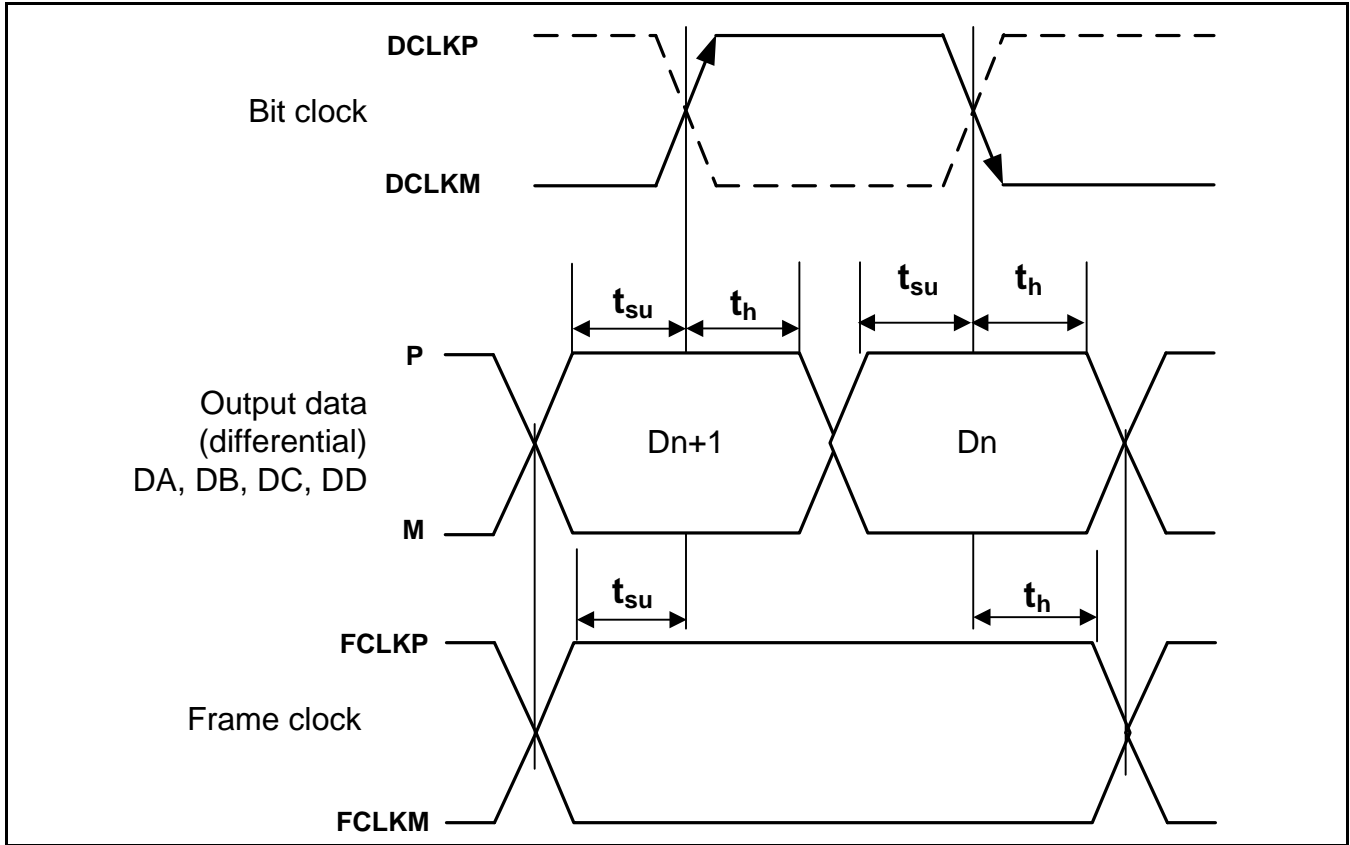 DCLKP
Bit clock
DCLKM
tsu
th
tsu
th
P
Output data
(differential)
DA, DB, DC, DD
Dn+1
Dn
M
tsu
th
FCLKP
Frame clock
FCLKM